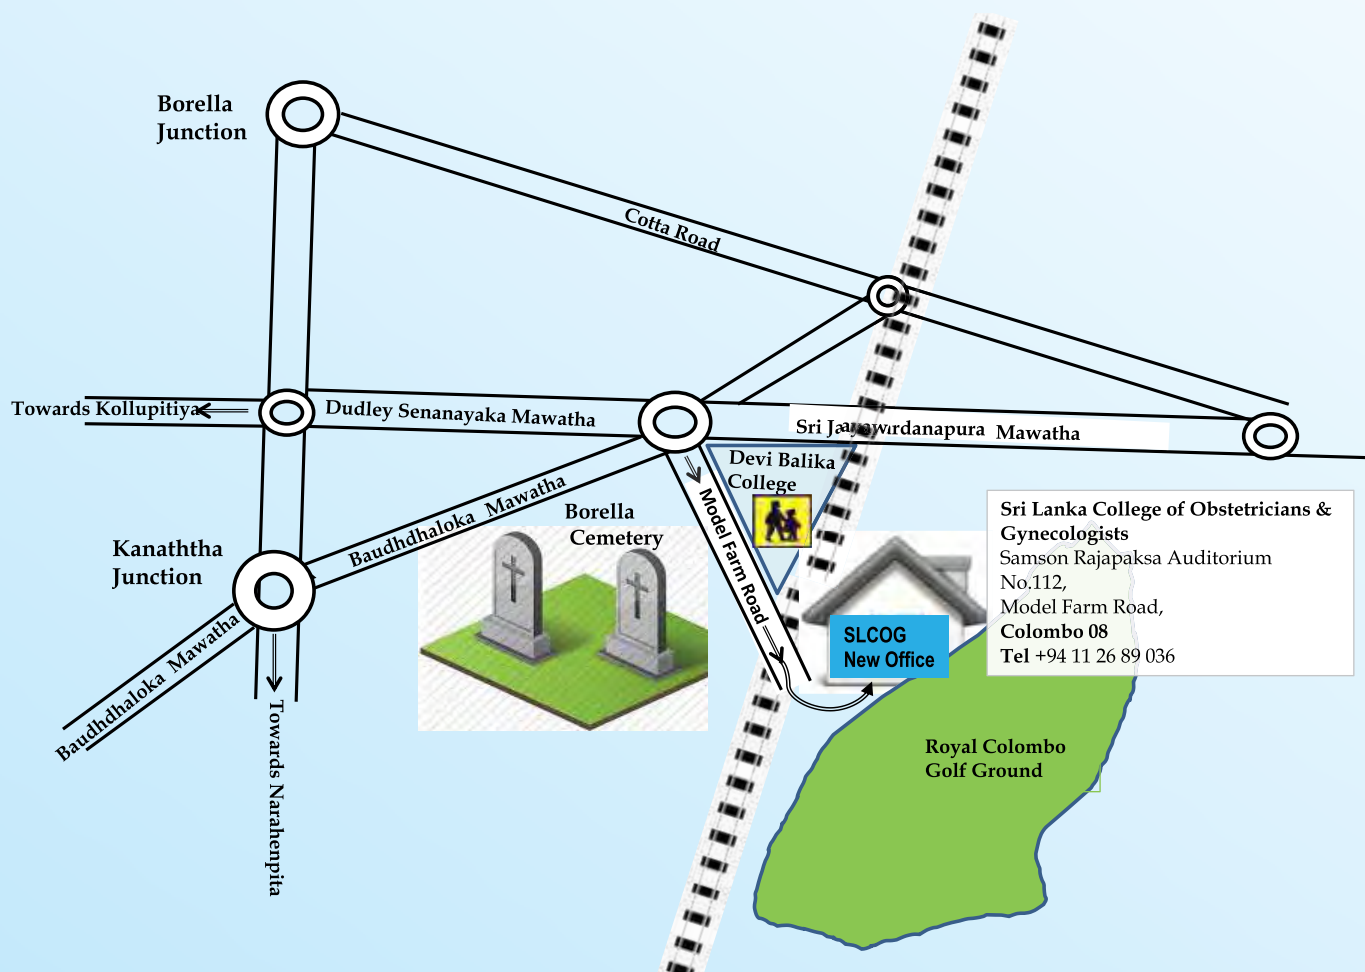 Borella
Junction
Cotta Road
Towards Kollupitiya
Dudley Senanayaka Mawatha
Sri Jayawrdanapura Mawatha
Devi Balika
College
Model Farm Road
Baudhdhaloka Mawatha
Borella
Cemetery
Kanaththa
Junction
Baudhdhaloka Mawatha
Towards Narahenpita
SLCOG
New Office
Sri Lanka College of Obstetricians &
Gynecologists
Samson Rajapaksa Auditorium
No.112,
Model Farm Road,
Colombo 08
Tel +94 11 26 89 036
Royal Colombo
Golf Ground